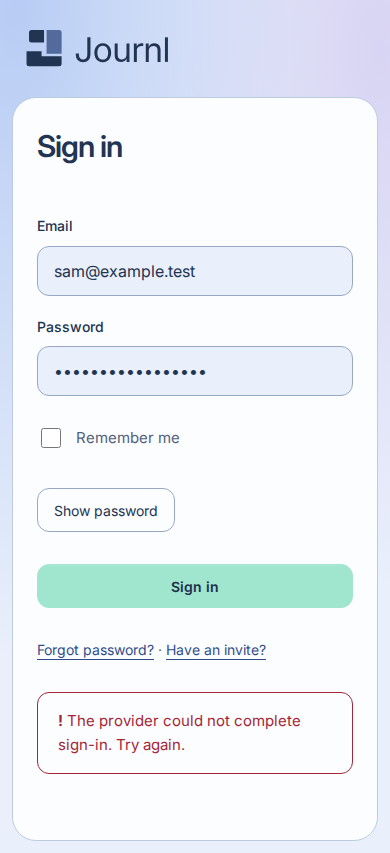 Journl
Sign in
Email
sam@example.test
Password
•••••••••••••••••
Remember me
Show password
Sign in
Forgot password? · Have an invite?
! The provider could not complete
sign-in. Try again.